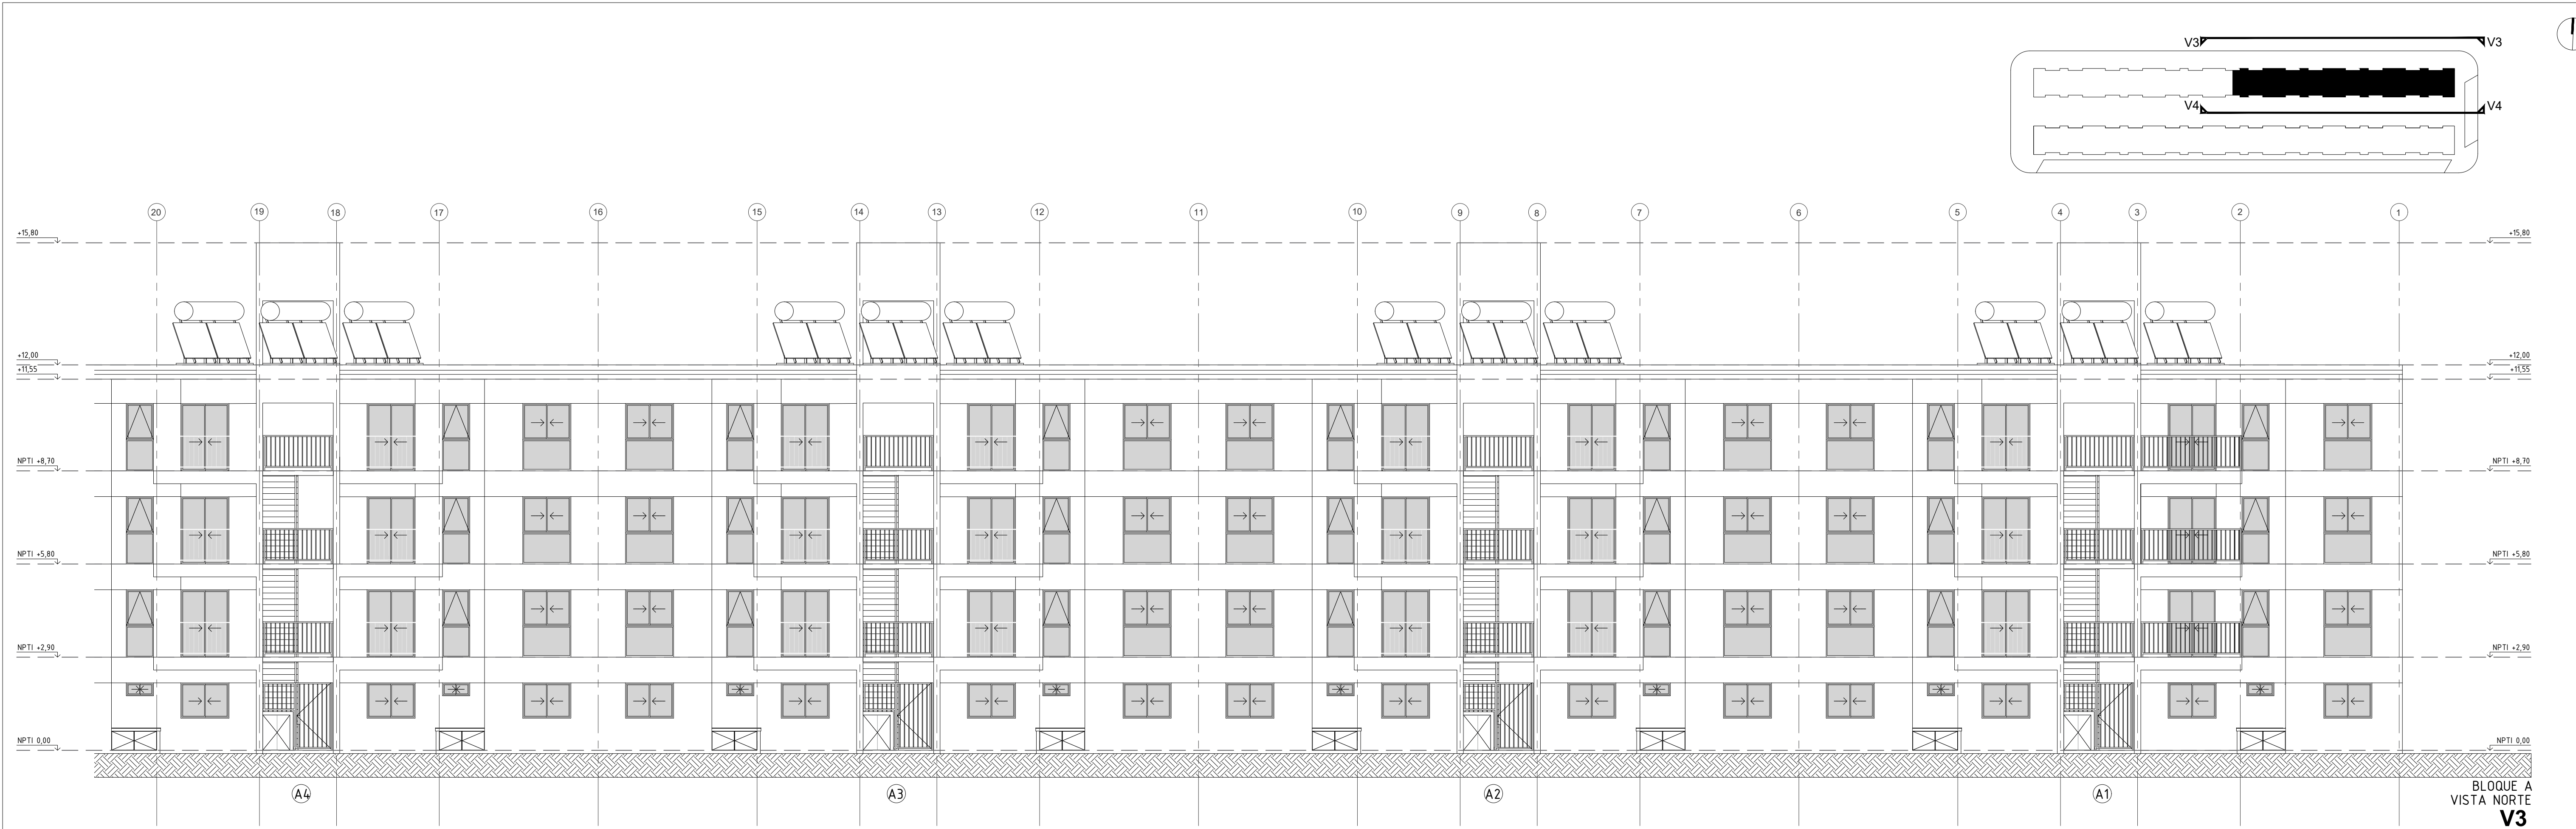 V3 V3
V4 V4
20 19 18 17 16 15 14 13 12 11 10 9 8 7 6 5 4 3 2 1
+15,80 +15,80
+12,00 +12,00
+11,55 +11,55
NPTI +8,70 NPTI +8,70
NPTI +5,80 NPTI +5,80
NPTI +2,90 NPTI +2,90
NPTI 0,00 NPTI 0,00
A4 A3 A2 A1
BLOQUE A
VISTA NORTE
V3